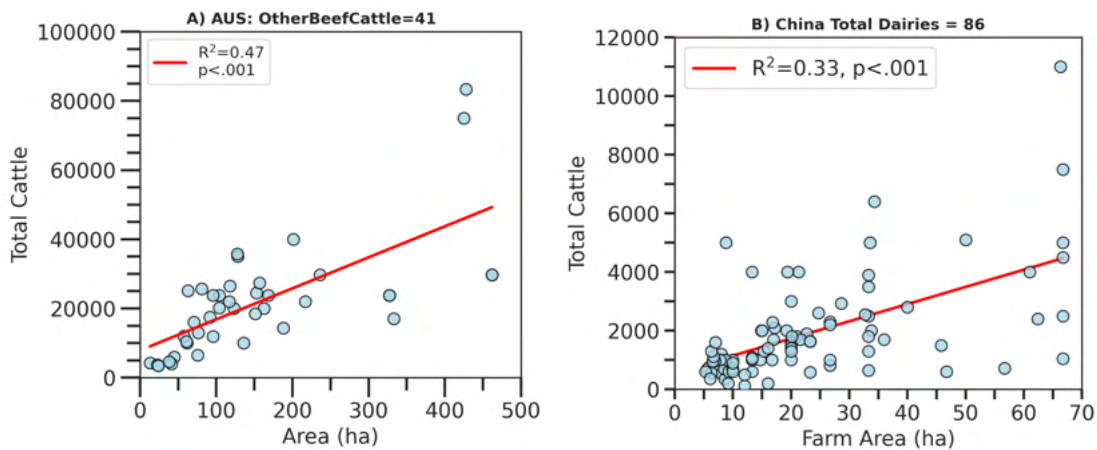 A) AUS: OtherBeefCattle=41
100000
80000
60000
40000
20000
0
Total Cattle
R²=0.47
p<.001
0 100 200 300 400 500
Area (ha)
B) China Total Dairies = 86
12000
10000
8000
6000
4000
2000
0
Total Cattle
R²=0.33, p<.001
0 10 20 30 40 50 60 70
Farm Area (ha)